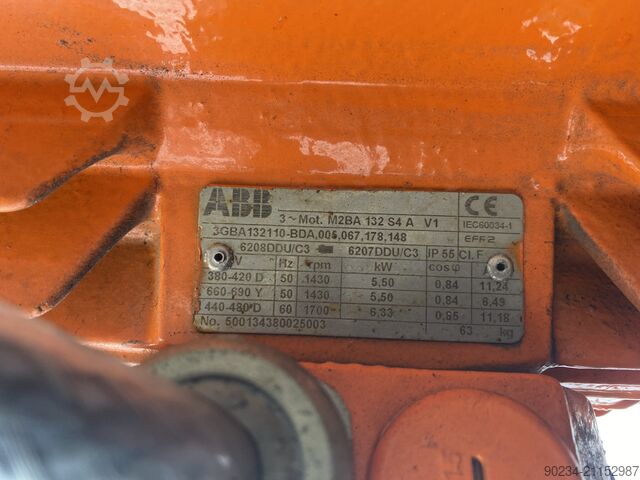 ABB
CE
3~Mot. M2BA 132 S4 A V1
IEC60034-1
3GBA132110-BDA,005,067,178,148
EFF2
6208DDU/C3 6207DDU/C3 IP 55 Cl. F
V Hz rpm kW cosφ
380-420 D 50 1430 5,50 0,84 11,24
660-690 Y 50 1430 5,50 0,84 6,49
440-480 D 60 1700 6,33 0,85 11,18
No. 500134380025003 63 kg
90234-21152987